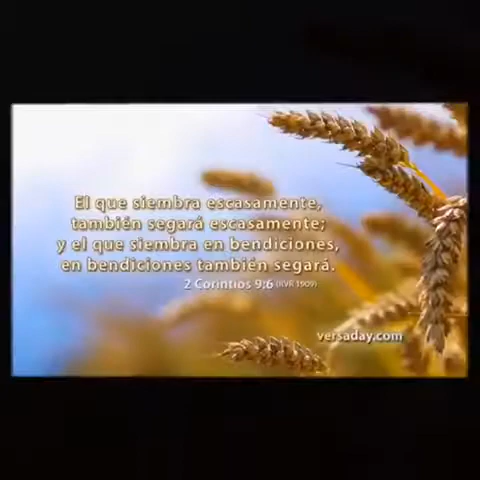 El que siembra escasamente,
también segará escasamente;
y el que siembra en bendiciones,
en bendiciones también segará.
2 Corintios 9:6 (RVR 1909)
versaday.com